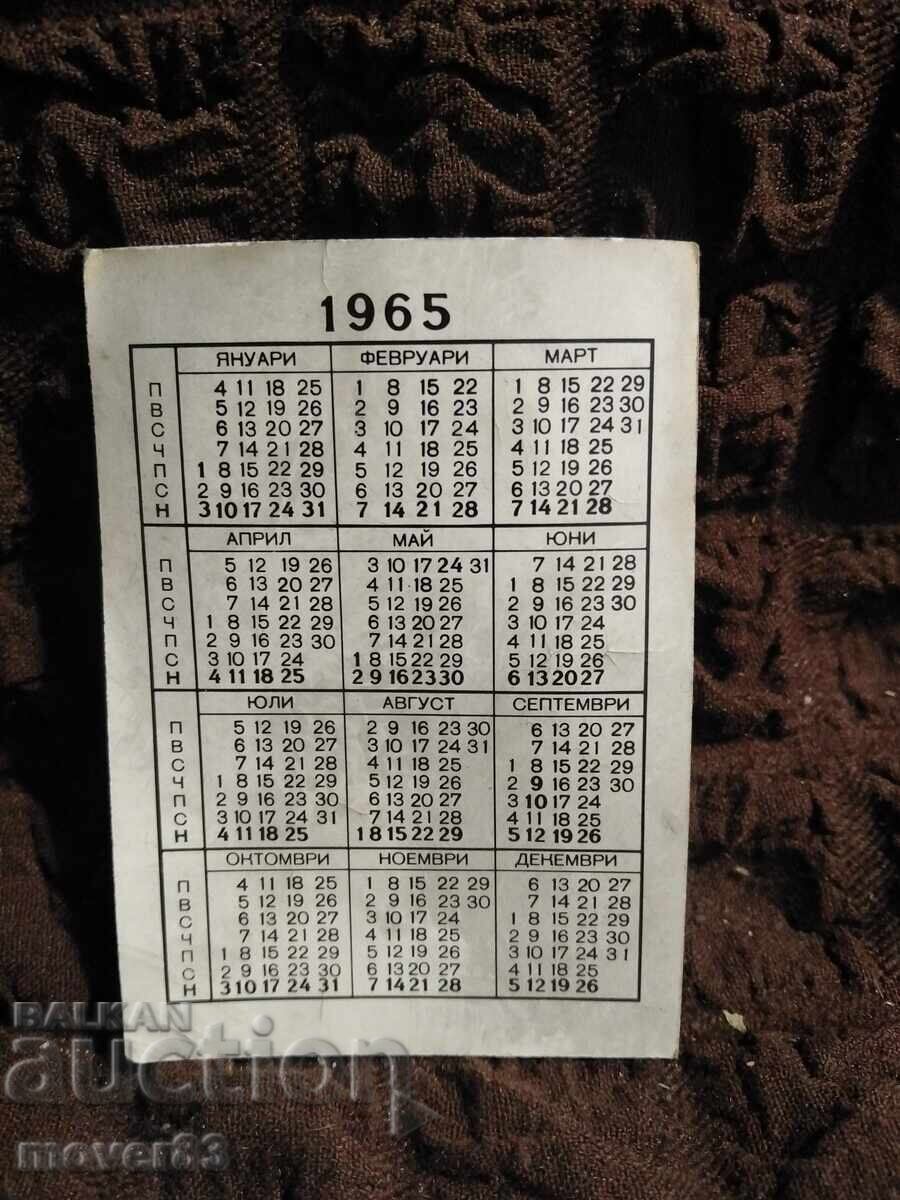 1965
ЯНУАРИ ФЕВРУАРИ МАРТ
П 4 11 18 25 1 8 15 22 1 8 15 22 29
В 5 12 19 26 2 9 16 23 2 9 16 23 30
С 6 13 20 27 3 10 17 24 3 10 17 24 31
Ч 7 14 21 28 4 11 18 25 4 11 18 25
П 1 8 15 22 29 5 12 19 26 5 12 19 26
С 2 9 16 23 30 6 13 20 27 6 13 20 27
Н 3 10 17 24 31 7 14 21 28 7 14 21 28
АПРИЛ МАЙ ЮНИ
П 5 12 19 26 3 10 17 24 31 7 14 21 28
В 6 13 20 27 4 11 18 25 1 8 15 22 29
С 7 14 21 28 5 12 19 26 2 9 16 23 30
Ч 1 8 15 22 29 6 13 20 27 3 10 17 24
П 2 9 16 23 30 7 14 21 28 4 11 18 25
С 3 10 17 24 1 8 15 22 29 5 12 19 26
Н 4 11 18 25 2 9 16 23 30 6 13 20 27
ЮЛИ АВГУСТ СЕПТЕМВРИ
П 5 12 19 26 2 9 16 23 30 6 13 20 27
В 6 13 20 27 3 10 17 24 31 7 14 21 28
С 7 14 21 28 4 11 18 25 1 8 15 22 29
Ч 1 8 15 22 29 5 12 19 26 2 9 16 23 30
П 2 9 16 23 30 6 13 20 27 3 10 17 24
С 3 10 17 24 31 7 14 21 28 4 11 18 25
Н 4 11 18 25 1 8 15 22 29 5 12 19 26
ОКТОМВРИ НОЕМВРИ ДЕКЕМВРИ
П 4 11 18 25 1 8 15 22 29 6 13 20 27
В 5 12 19 26 2 9 16 23 30 7 14 21 28
С 6 13 20 27 3 10 17 24 1 8 15 22 29
Ч 7 14 21 28 4 11 18 25 2 9 16 23 30
П 1 8 15 22 29 5 12 19 26 3 10 17 24 31
С 2 9 16 23 30 6 13 20 27 4 11 18 25
Н 3 10 17 24 31 7 14 21 28 5 12 19 26
BALKAN
auction
mover83